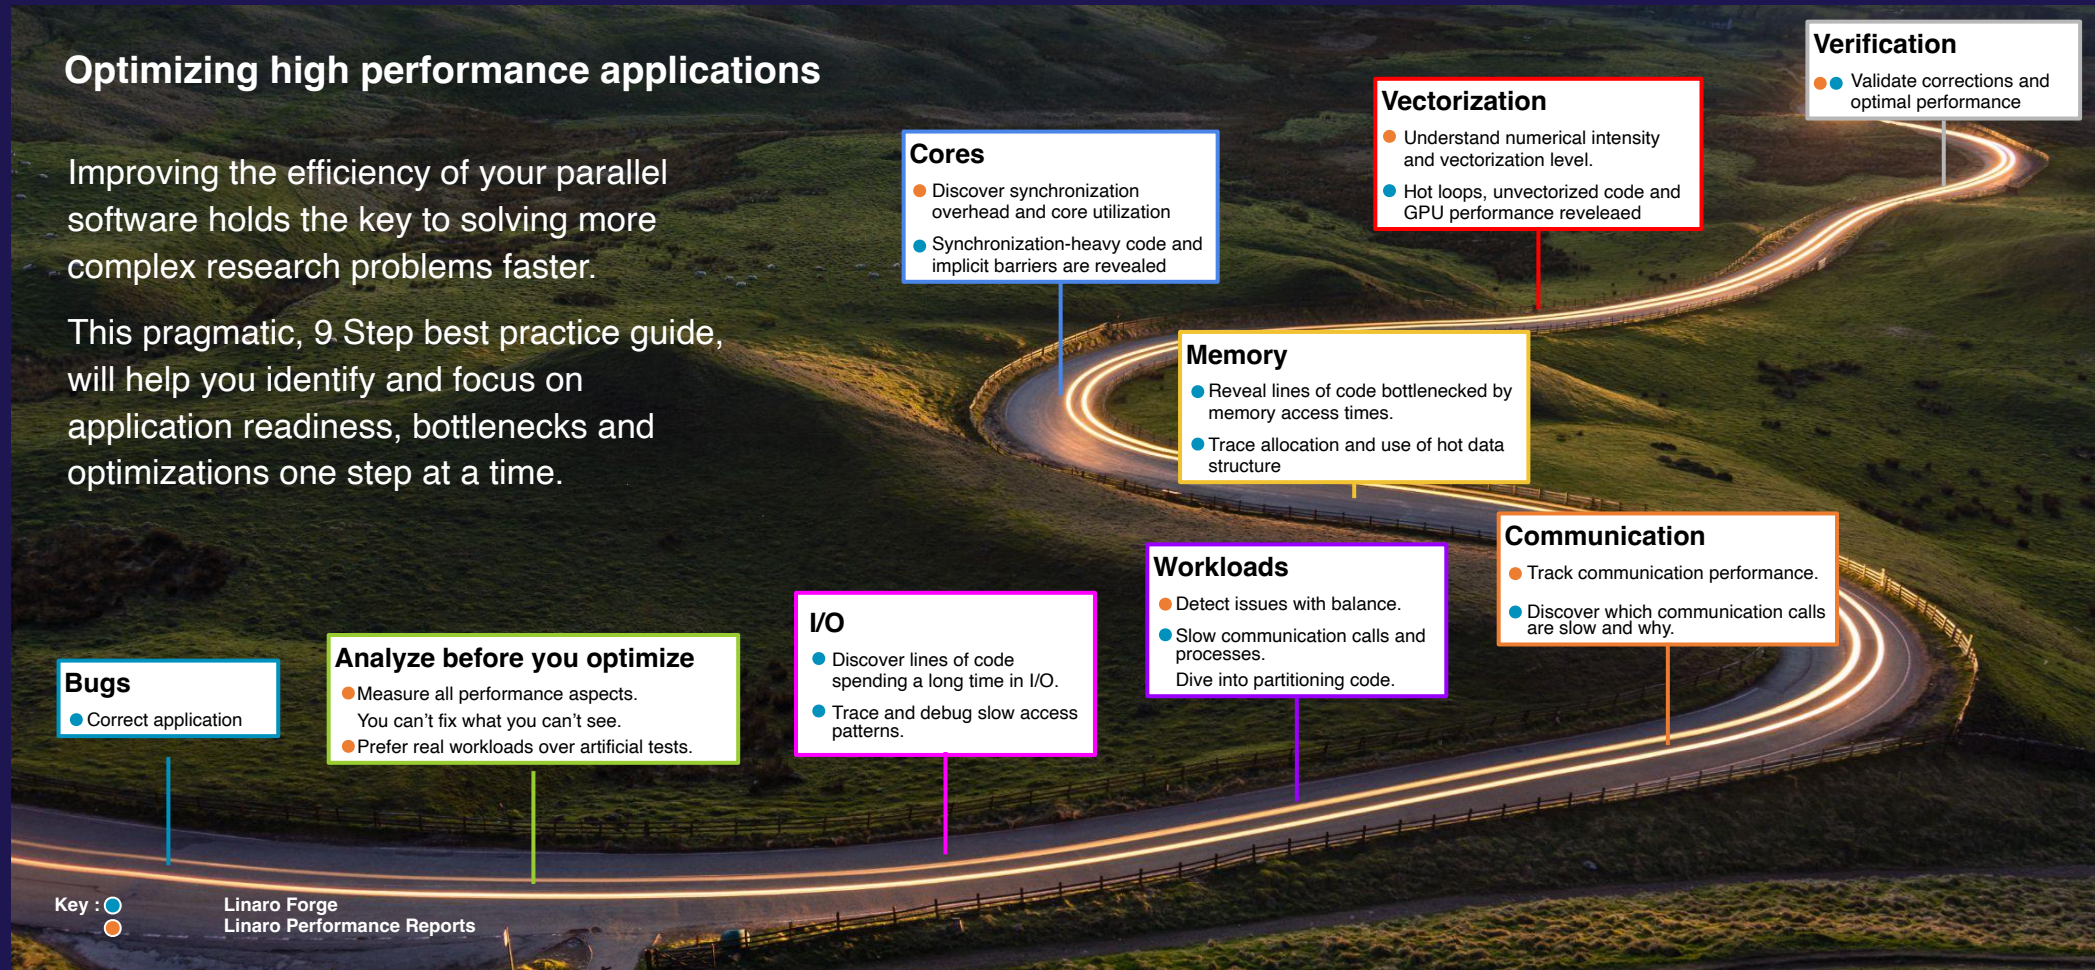 Optimizing high performance applications
Improving the efficiency of your parallel
software holds the key to solving more
complex research problems faster.
This pragmatic, 9 Step best practice guide,
will help you identify and focus on
application readiness, bottlenecks and
optimizations one step at a time.
Bugs
Correct application
Analyze before you optimize
Measure all performance aspects.
You can’t fix what you can’t see.
Prefer real workloads over artificial tests.
I/O
Discover lines of code
spending a long time in I/O.
Trace and debug slow access
patterns.
Workloads
Detect issues with balance.
Slow communication calls and
processes.
Dive into partitioning code.
Communication
Track communication performance.
Discover which communication calls
are slow and why.
Memory
Reveal lines of code bottlenecked by
memory access times.
Trace allocation and use of hot data
structure
Cores
Discover synchronization
overhead and core utilization
Synchronization-heavy code and
implicit barriers are revealed
Vectorization
Understand numerical intensity
and vectorization level.
Hot loops, unvectorized code and
GPU performance reveleaed
Verification
Validate corrections and
optimal performance
Key :
Linaro Forge
Linaro Performance Reports